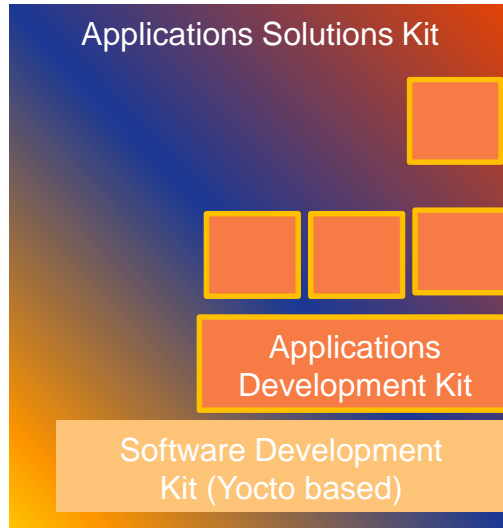 Applications Solutions Kit
Applications
Development Kit
Software Development
Kit (Yocto based)